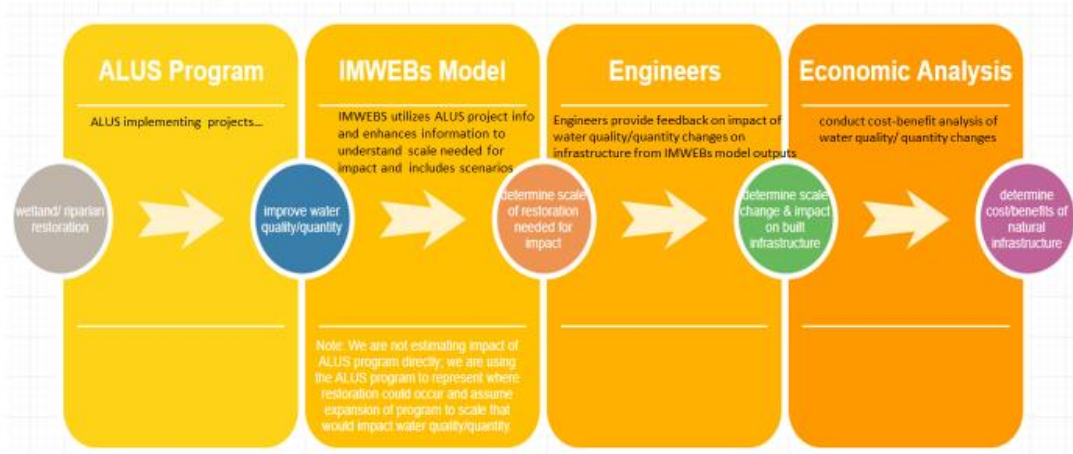 ALUS Program
ALUS implementing projects...
wetland/ riparian
restoration
improve water
quality/quantity
IMWEBs Model
IMWEBS utilizes ALUS project info
and enhances information to
understand scale needed for
impact and includes scenarios
Note: We are not estimating impact of
ALUS program directly; we are using
the ALUS program to represent where
restoration could occur and assume
expansion of program to scale that
would impact water quality/quantity.
determine scale
of restoration
needed for
impact
Engineers
Engineers provide feedback on impact of
water quality/quantity changes on
infrastructure from IMWEBs model outputs
determine scale
change & impact
on built
infrastructure
Economic Analysis
conduct cost-benefit analysis of
water quality/ quantity changes
determine
cost/benefits of
natural
infrastructure